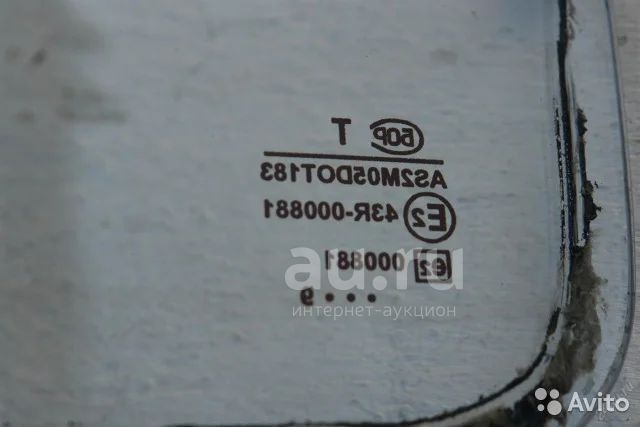 БОР T
AS2M05DOT183
E2 43R-000881
e2 000881
• • • 9
au.ru
интернет-аукцион
Avito